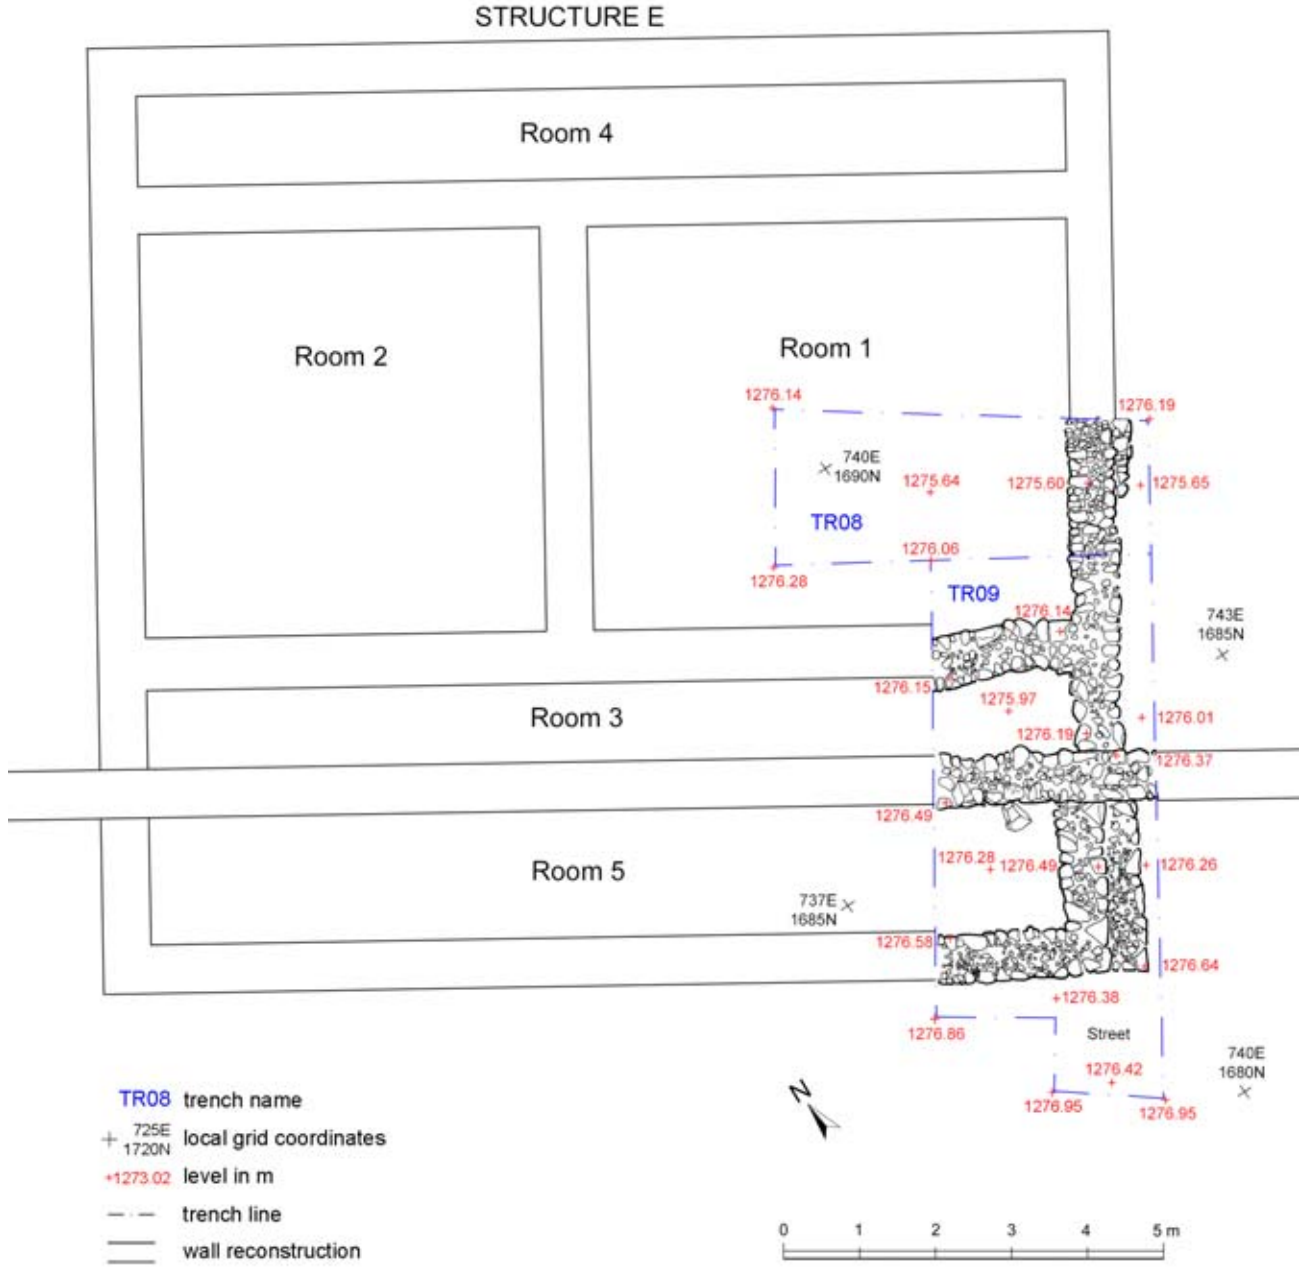 STRUCTURE E
Room 4
Room 2
Room 1
1276.14
1276.19
740E
1690N
1275.64
1275.60
1275.65
TR08
1276.06
1276.28
TR09
1276.14
743E
1685N
1276.15
1275.97
Room 3
1276.19
1276.01
1276.37
1276.49
Room 5
1276.28
1276.49
1276.26
737E
1685N
1276.58
1276.64
1276.38
1276.86
Street
1276.42
740E
1680N
1276.95
1276.95
N
TR08 trench name
725E
1720N
local grid coordinates
+1273.02 level in m
trench line
wall reconstruction
0 1 2 3 4 5 m